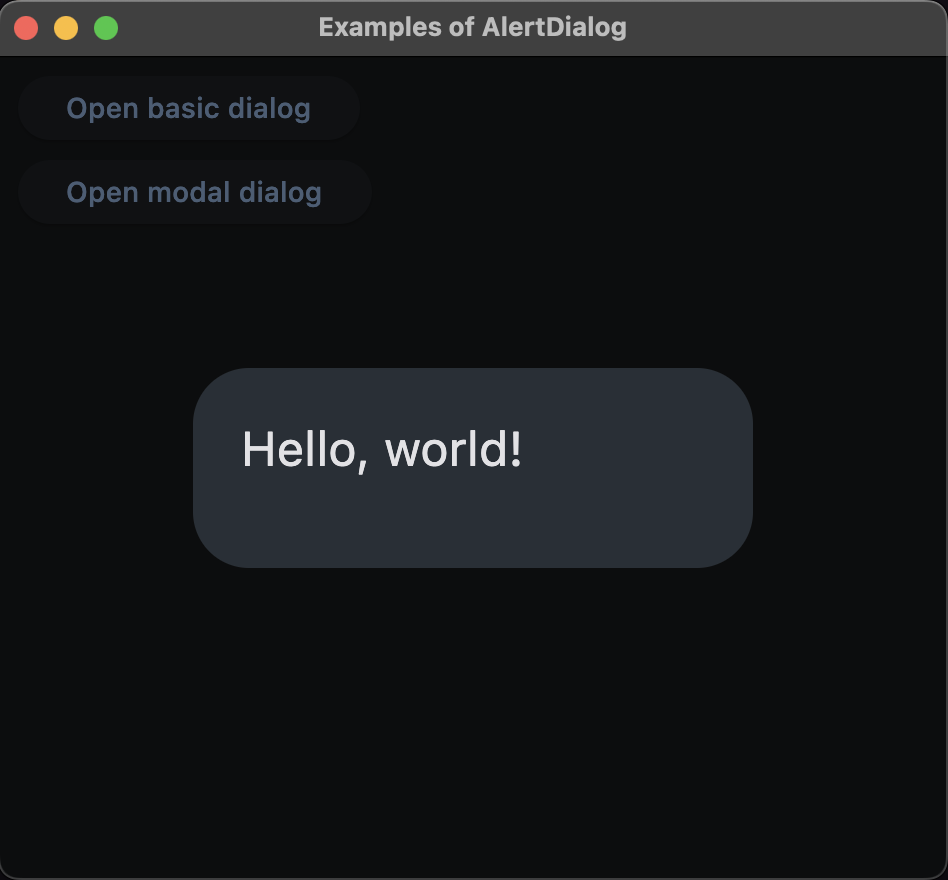 Examples of AlertDialog
Open basic dialog
Open modal dialog
Hello, world!